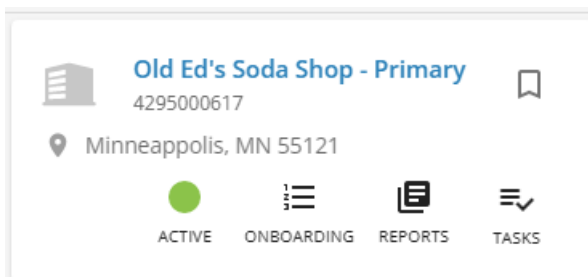 Old Ed's Soda Shop - Primary
4295000617
Minneappolis, MN 55121
ACTIVE ONBOARDING REPORTS TASKS